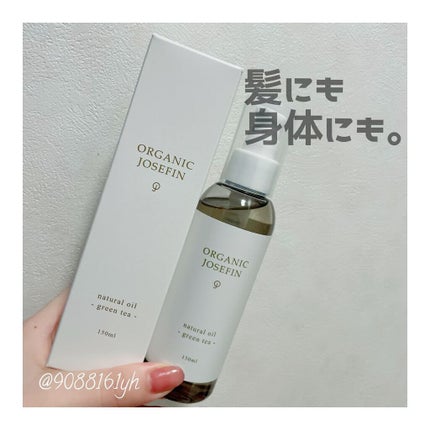 髪にも
身体にも。
ORGANIC
JOSEFIN
natural oil
- green tea -
150ml
ORGANIC
JOSEFIN
natural oil
- green tea -
150ml
@9088161yh